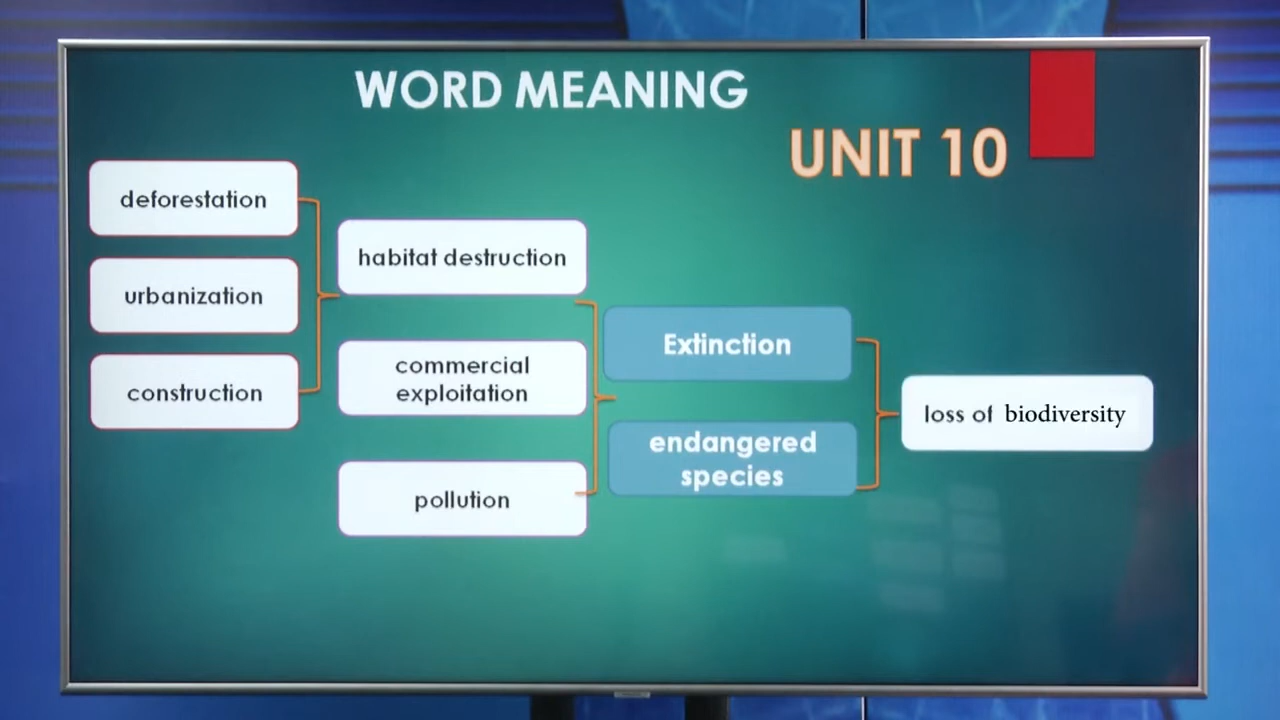 WORD MEANING
UNIT 10
deforestation
urbanization
construction
habitat destruction
commercial
exploitation
pollution
Extinction
endangered
species
loss of biodiversity